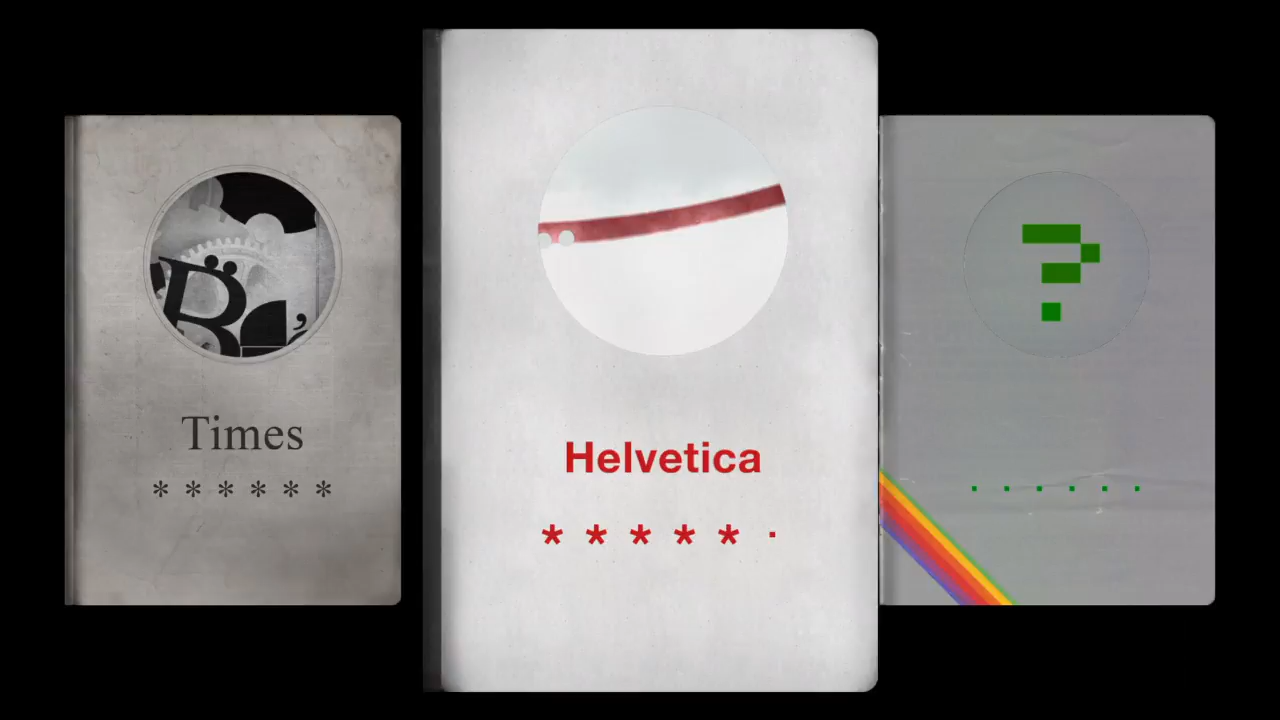 B
,
Times
* * * * * *
Helvetica
* * * * * ·
?
· · · · · ·